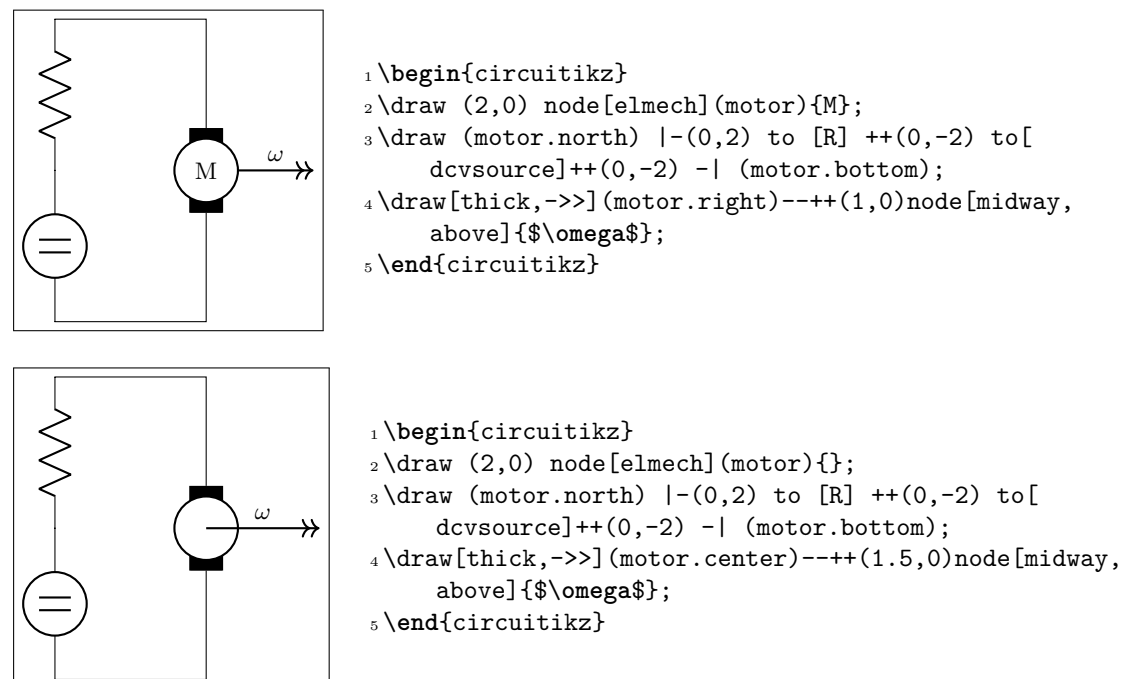 M
ω
1 \begin{circuitikz}
2 \draw (2,0) node[elmech](motor){M};
3 \draw (motor.north) |-(0,2) to [R] ++(0,-2) to[
dcvsource]++(0,-2) -| (motor.bottom);
4 \draw[thick,->>](motor.right)--++(1,0)node[midway,
above]{$\omega$};
5 \end{circuitikz}
ω
1 \begin{circuitikz}
2 \draw (2,0) node[elmech](motor){};
3 \draw (motor.north) |-(0,2) to [R] ++(0,-2) to[
dcvsource]++(0,-2) -| (motor.bottom);
4 \draw[thick,->>](motor.center)--++(1.5,0)node[midway,
above]{$\omega$};
5 \end{circuitikz}